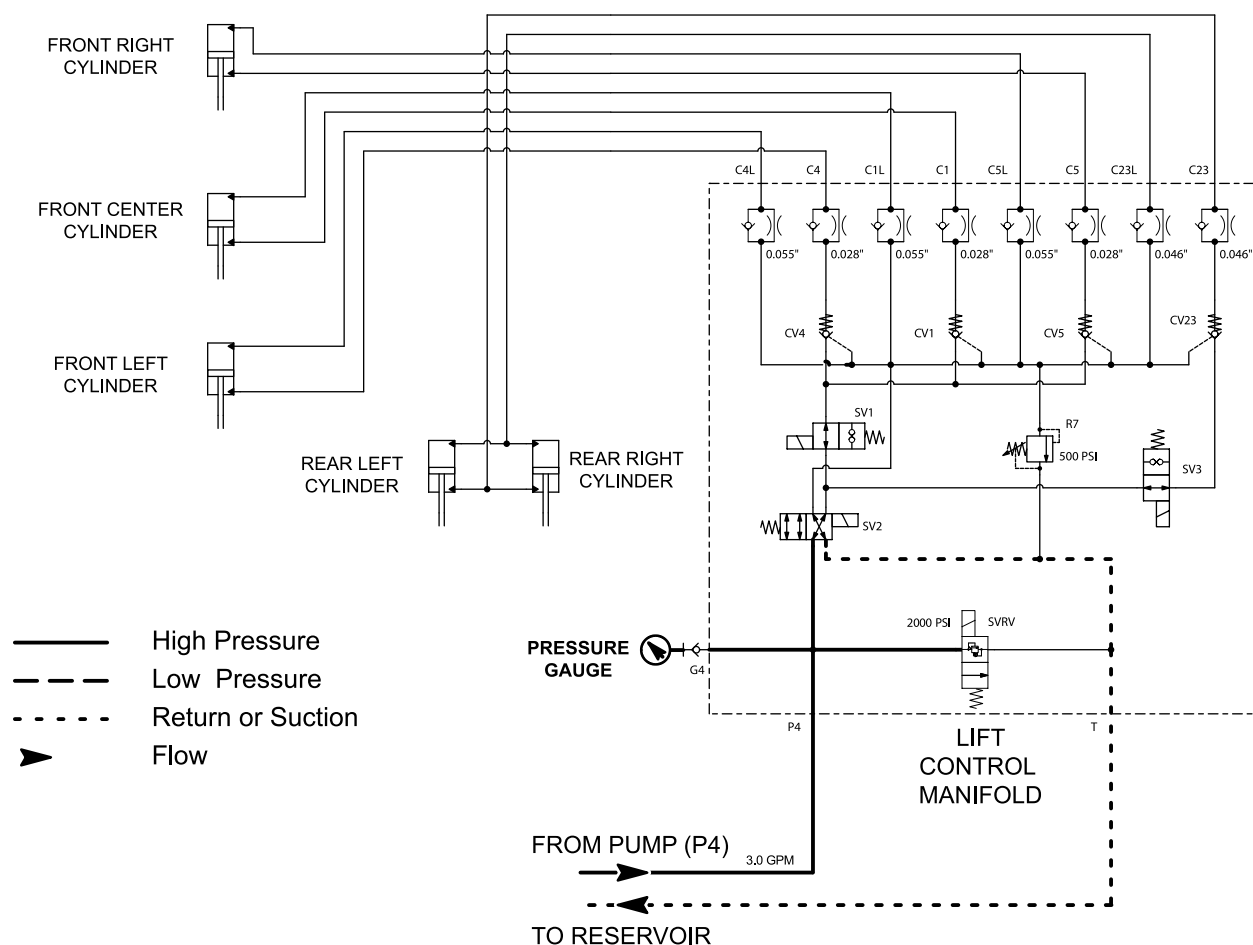 FRONT RIGHT
CYLINDER
FRONT CENTER
CYLINDER
FRONT LEFT
CYLINDER
REAR LEFT
CYLINDER
REAR RIGHT
CYLINDER
C4L C4 C1L C1 C5L C5 C23L C23
0.055" 0.028" 0.055" 0.028" 0.055" 0.028" 0.046" 0.046"
CV4 CV1 CV5 CV23
SV1
R7
500 PSI
SV3
SV2
2000 PSI SVRV
PRESSURE
GAUGE
G4
P4
T
LIFT
CONTROL
MANIFOLD
High Pressure
Low Pressure
Return or Suction
Flow
FROM PUMP (P4)
3.0 GPM
TO RESERVOIR